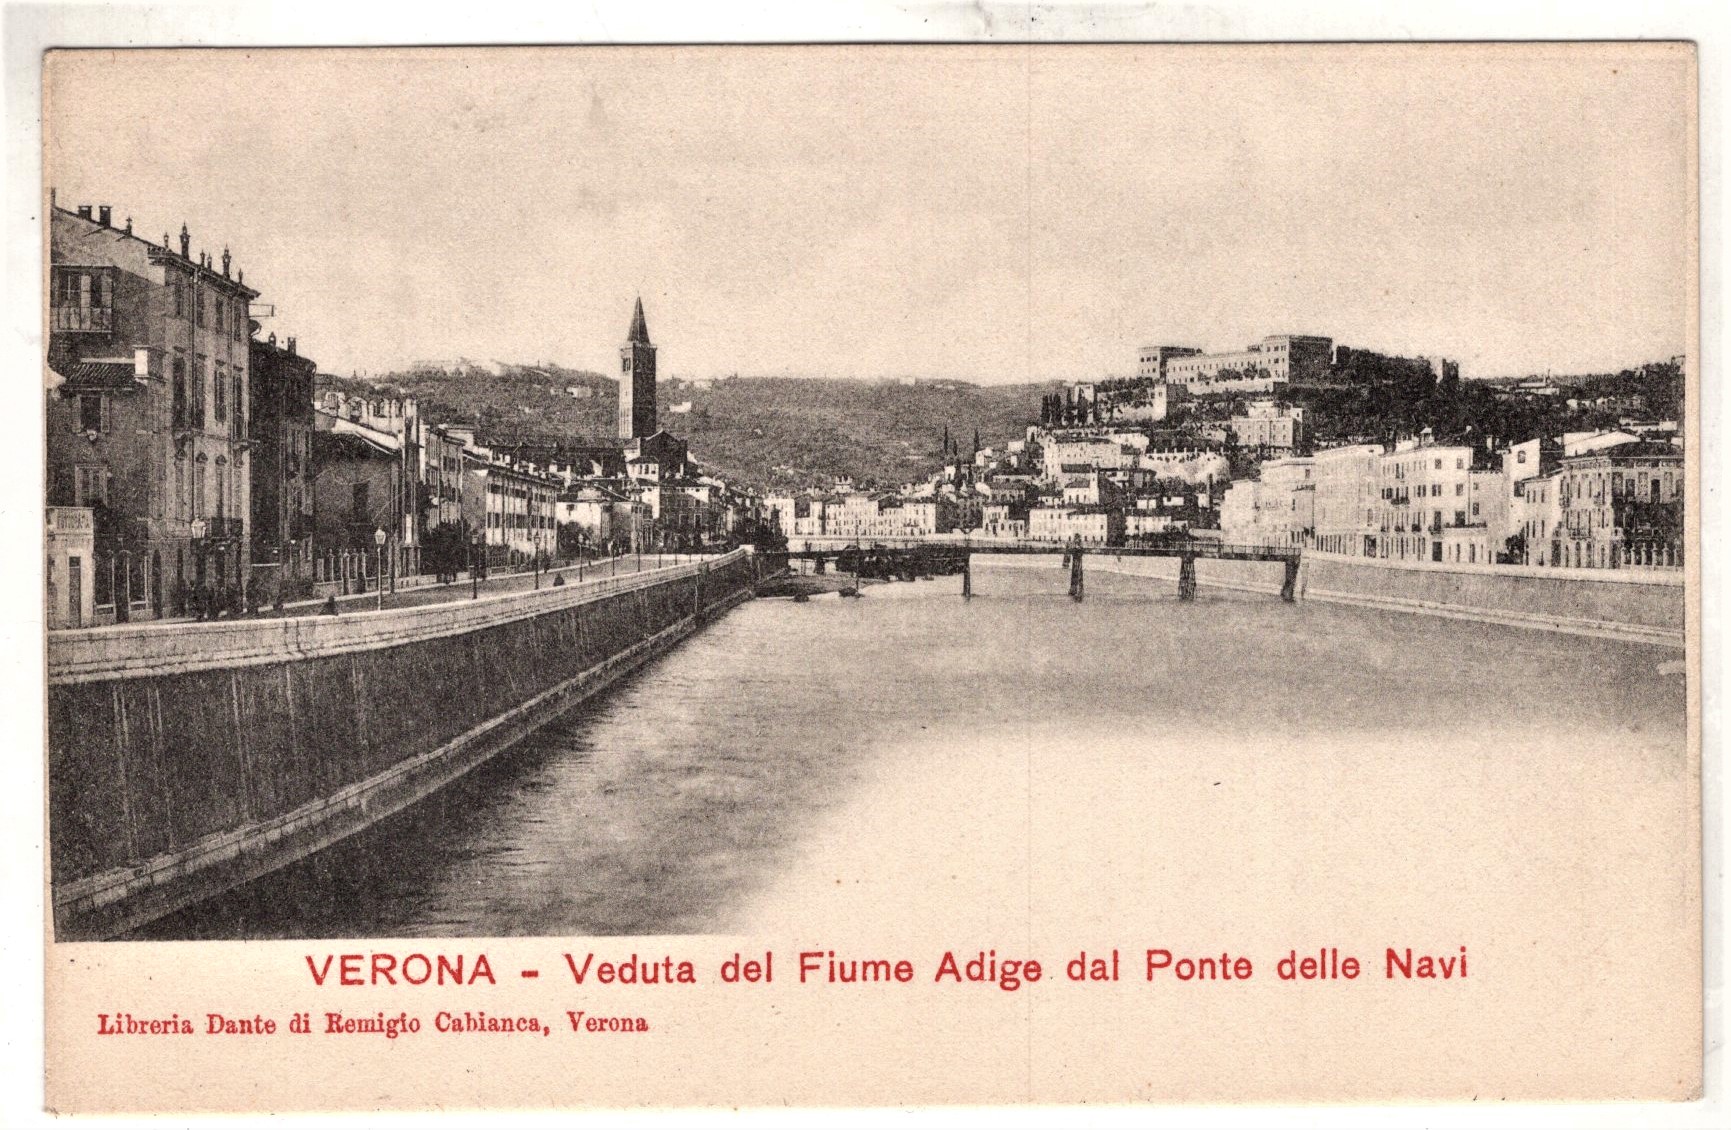 VERONA - Veduta del Fiume Adige dal Ponte delle Navi
Libreria Dante di Remigio Cabianca, Verona